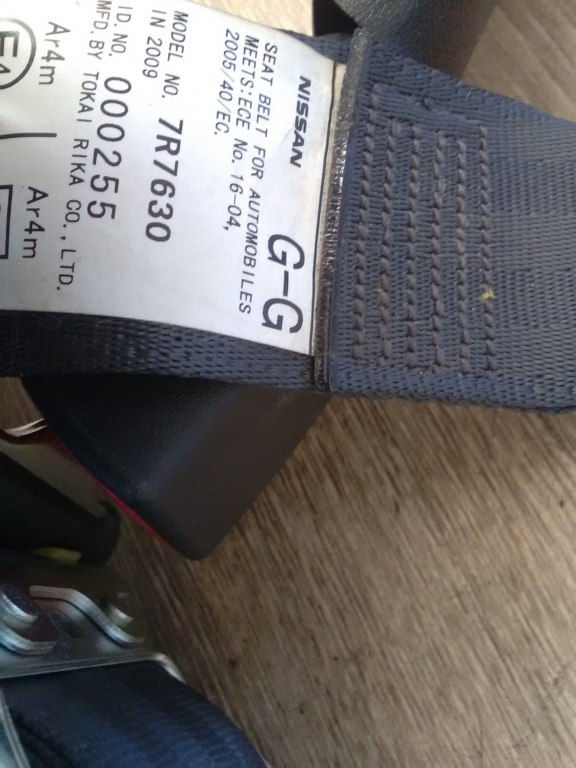 NISSAN G-G
SEAT BELT FOR AUTOMOBILES
MEETS:ECE No. 16-04,
2005/40/EC.
MODEL NO. 7R7630
IN 2009
I.D. NO. 000255
MFD. BY TOKAI RIKA CO., LTD.
Ar4m Ar4m
E4